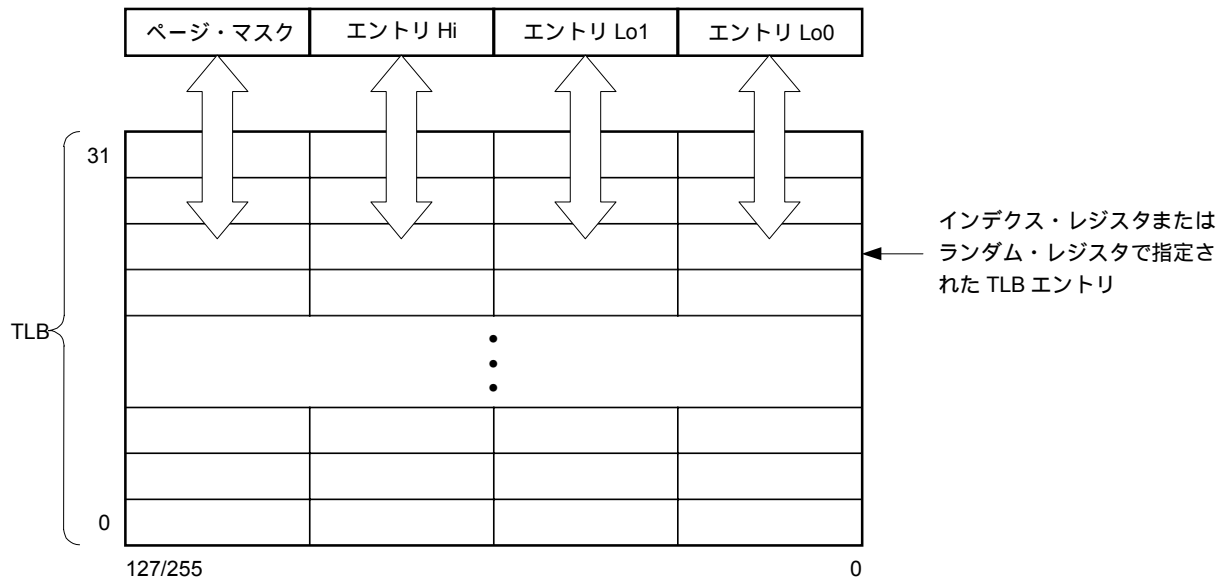 ページ・マスク エントリ Hi エントリ Lo1 エントリ Lo0
31
インデクス・レジスタまたは
ランダム・レジスタで指定さ
れた TLB エントリ
TLB
0
127/255 0